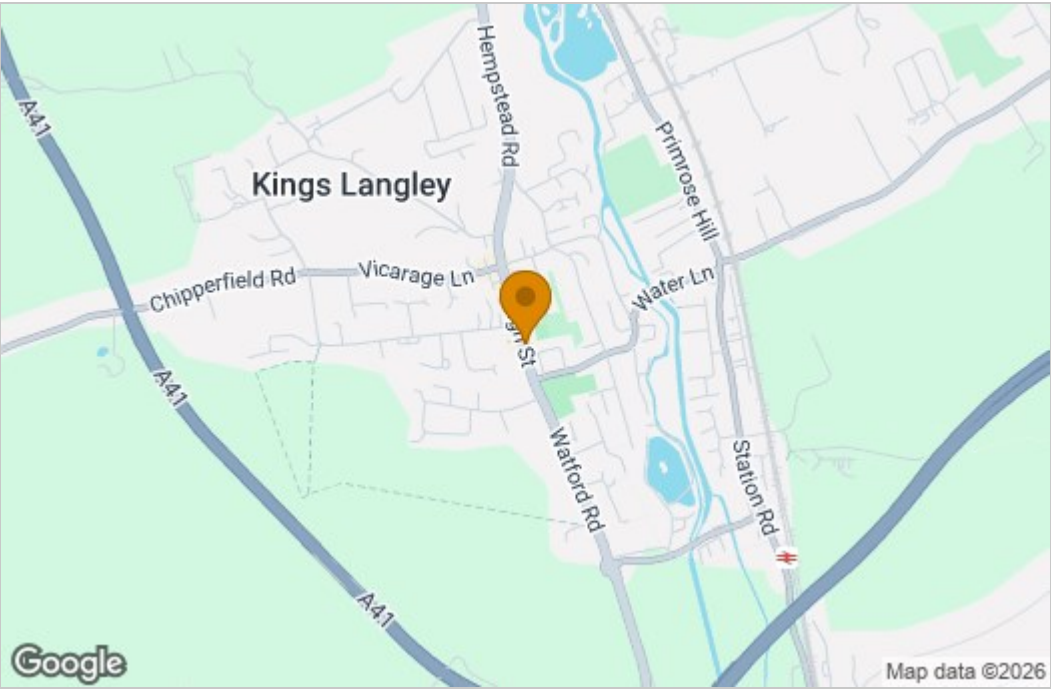 Hempstead Rd
A41
Primrose Hill
Kings Langley
Vicarage Ln
Chipperfield Rd
Water Ln
St
A41
Watford Rd
Station Rd
A41
Google
Map data ©2026